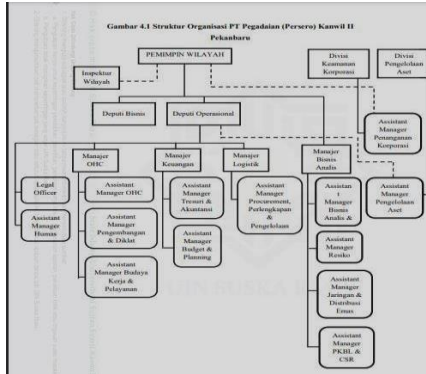 Gambar 4.1 Struktur Organisasi PT Pegadaian (Persero) Kanwil II
Pekanbaru
PEMIMPIN WILAYAH
Divisi
Keamanan
Korporasi
Divisi
Pengelolaan
Aset
Inspektur
Wilayah
Deputi Bisnis
Deputi Operasional
Assistant
Manager
Penanganan
Korporasi
Manajer
OHC
Manajer
Keuangan
Manajer
Logistik
Manajer
Bisnis
Analis
Legal
Officer
Assistant
Manager
Humas
Assistant
Manager OHC
Assistant
Manager
Pengembangan
& Diklat
Assistant
Manager Budaya
Kerja &
Pelayanan
Assistant
Manager
Tresuri &
Akuntansi
Assistant
Manager
Budget &
Planning
Assistant
Manager
Procurement,
Perlengkapan
&
Pengelolaan
Assistan
t
Manager
Bisnis
Analis &
Assistant
Manager
Resiko
Assistant
Manager
Jaringan &
Distribusi
Emas
Assistant
Manager
PKBL &
CSR
Assistant
Manager
Pengelolaan
Aset
UIN SUSKA